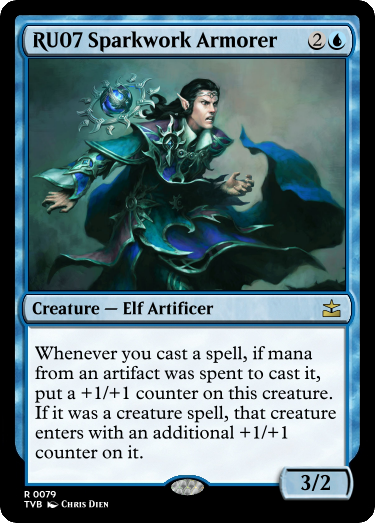 RU07 Sparkwork Armorer 2
Creature — Elf Artificer
Whenever you cast a spell, if mana
from an artifact was spent to cast it,
put a +1/+1 counter on this creature.
If it was a creature spell, that creature
enters with an additional +1/+1
counter on it.
3/2
R 0079
TVB Chris Dien